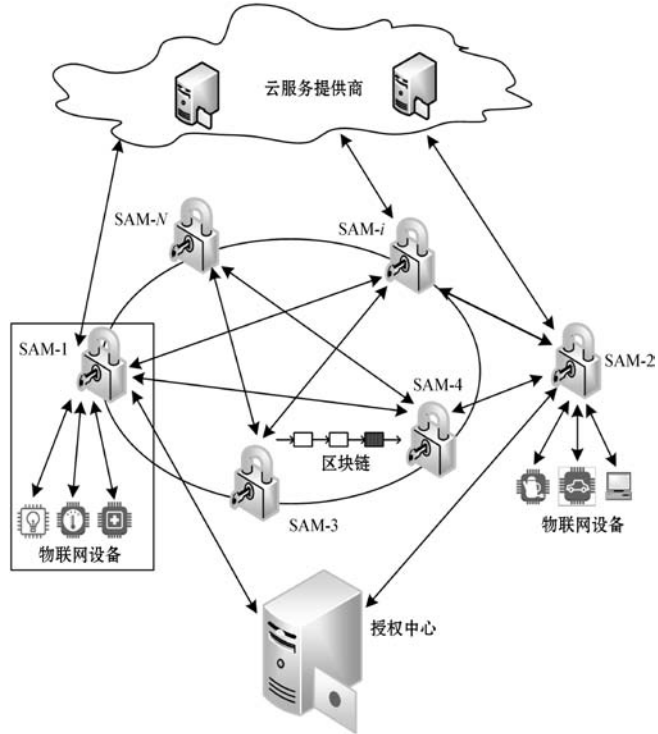 云服务提供商
SAM-N
SAM-i
SAM-1
SAM-2
SAM-4
区块链
SAM-3
物联网设备
物联网设备
授权中心